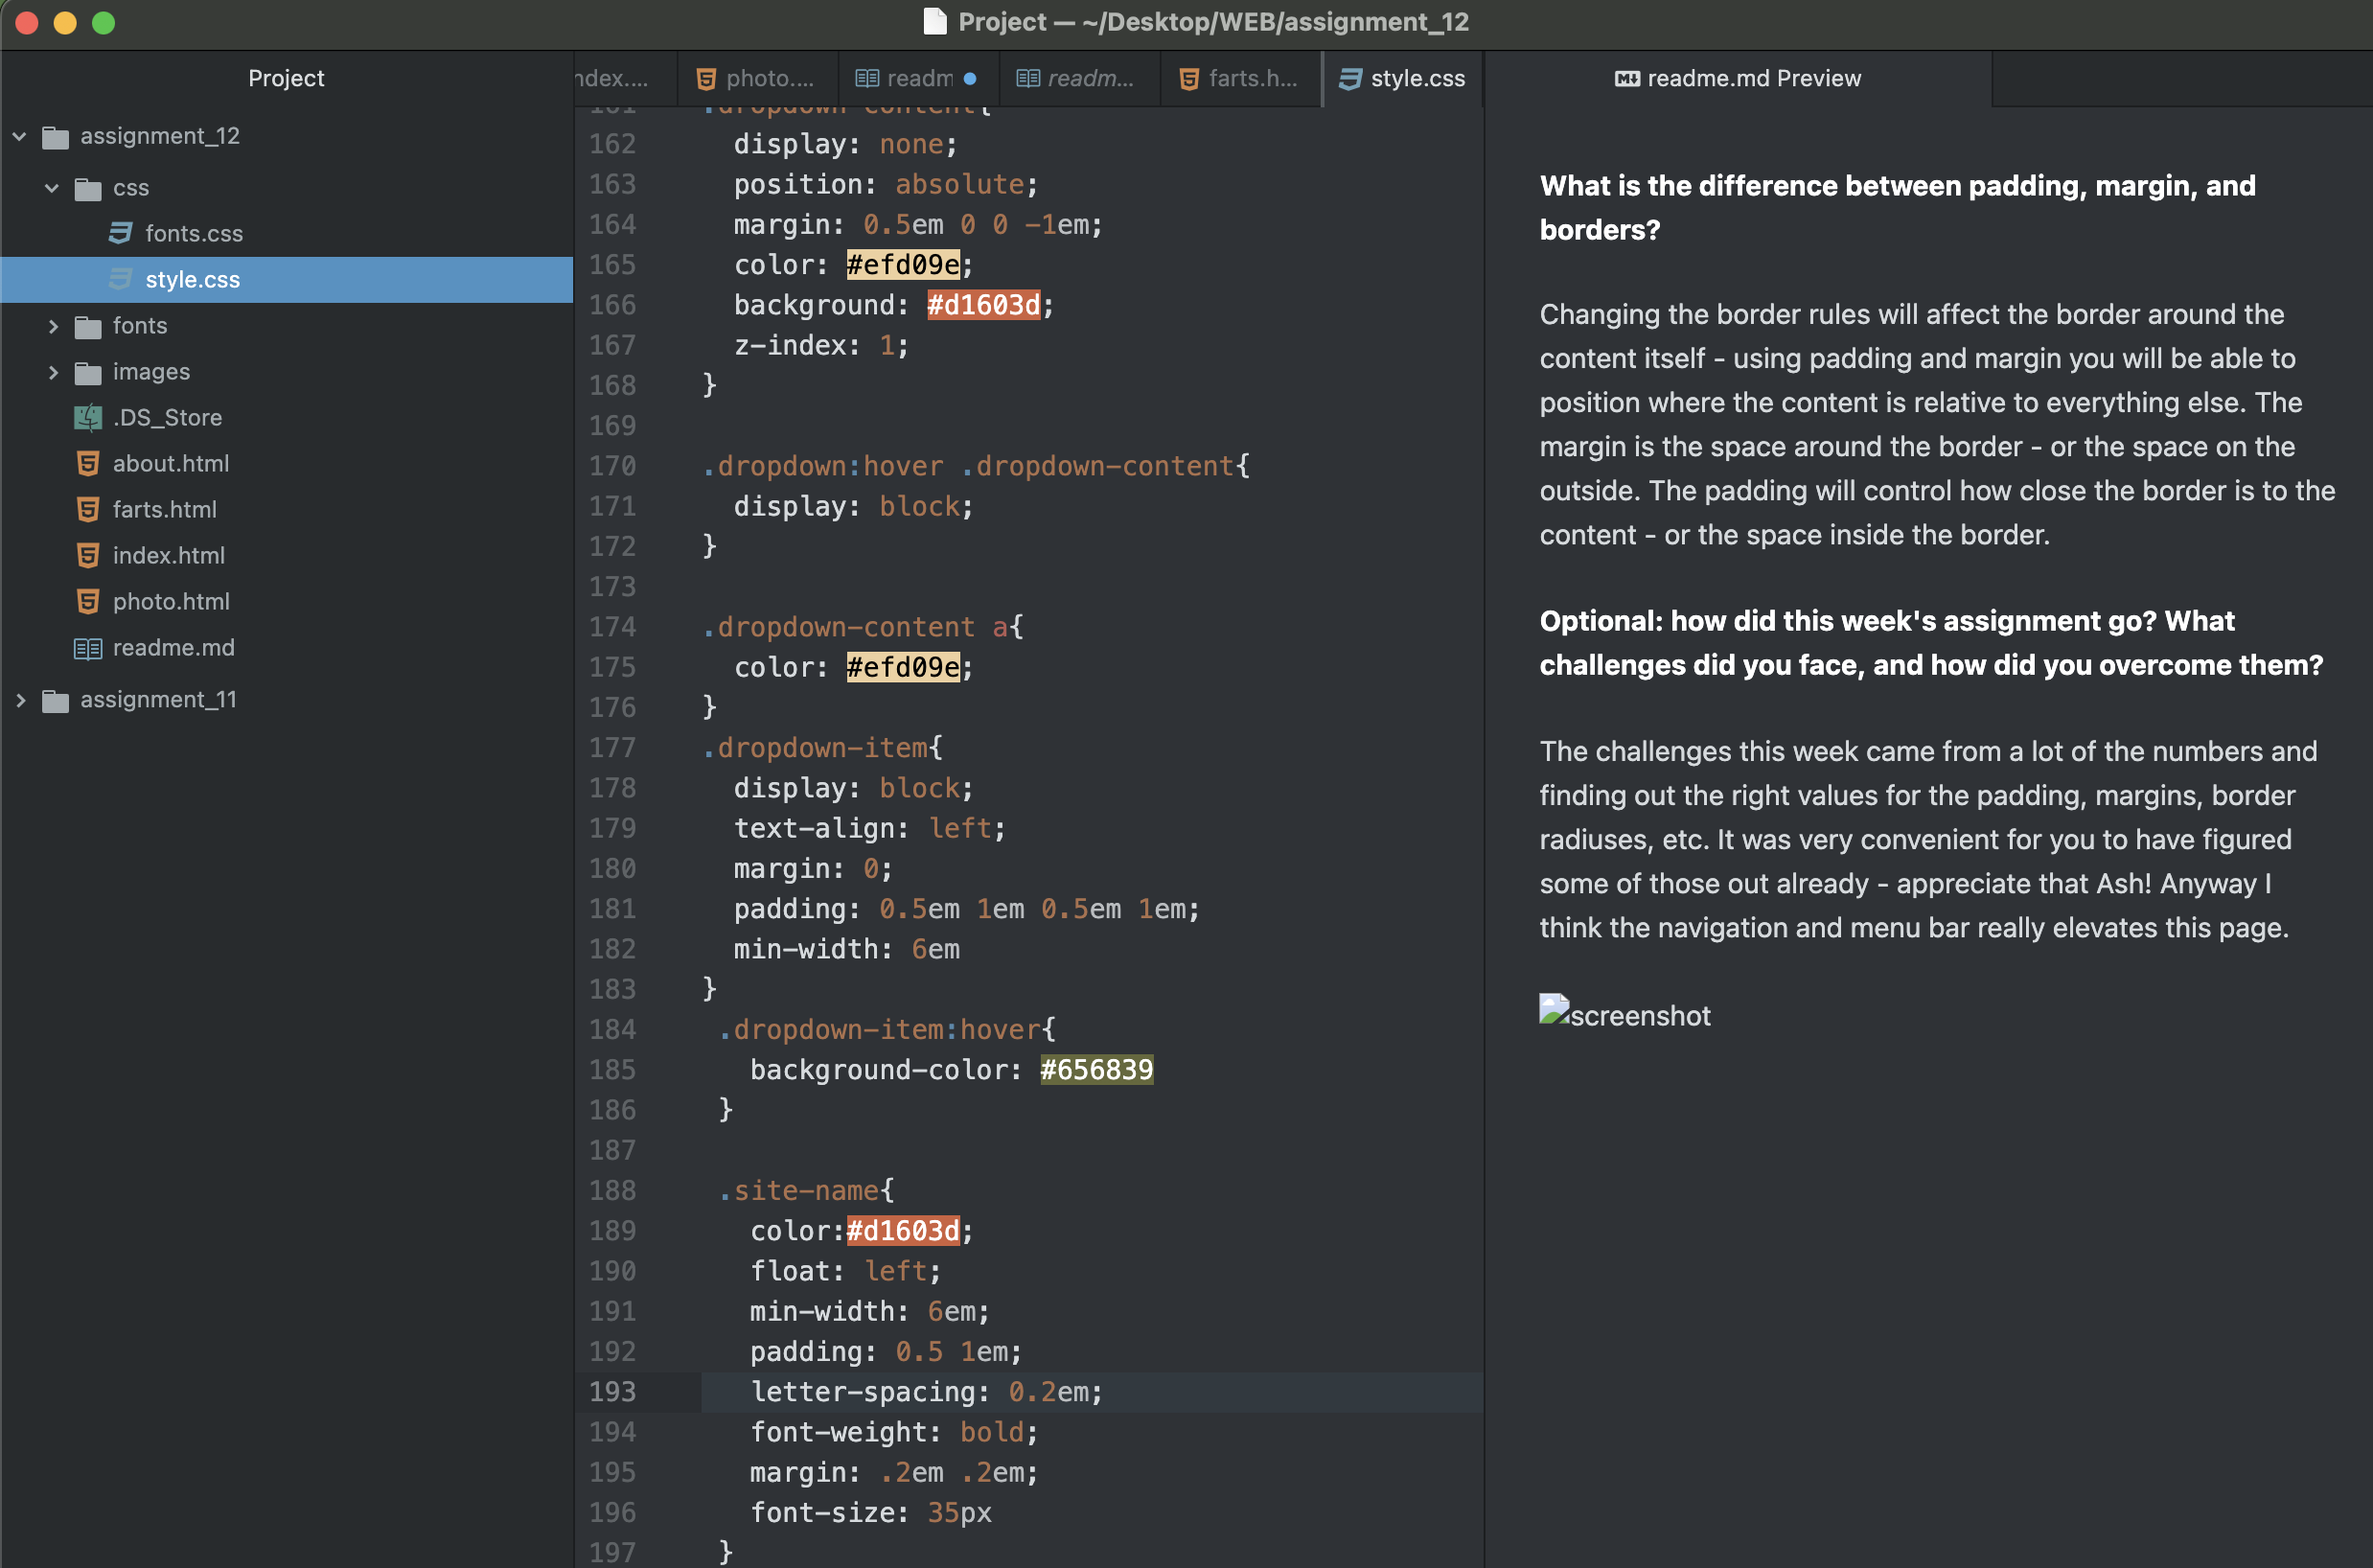 Project — ~/Desktop/WEB/assignment_12
Project
assignment_12
css
fonts.css
style.css
fonts
images
.DS_Store
about.html
farts.html
index.html
photo.html
readme.md
assignment_11
ndex.... photo.... readm readm... farts.h... style.css
161 .dropdown-content{
162 display: none;
163 position: absolute;
164 margin: 0.5em 0 0 -1em;
165 color: #efd09e;
166 background: #d1603d;
167 z-index: 1;
168 }
169
170 .dropdown:hover .dropdown-content{
171 display: block;
172 }
173
174 .dropdown-content a{
175 color: #efd09e;
176 }
177 .dropdown-item{
178 display: block;
179 text-align: left;
180 margin: 0;
181 padding: 0.5em 1em 0.5em 1em;
182 min-width: 6em
183 }
184 .dropdown-item:hover{
185 background-color: #656839
186 }
187
188 .site-name{
189 color:#d1603d;
190 float: left;
191 min-width: 6em;
192 padding: 0.5 1em;
193 letter-spacing: 0.2em;
194 font-weight: bold;
195 margin: .2em .2em;
196 font-size: 35px
197 }
readme.md Preview
What is the difference between padding, margin, and
borders?
Changing the border rules will affect the border around the
content itself - using padding and margin you will be able to
position where the content is relative to everything else. The
margin is the space around the border - or the space on the
outside. The padding will control how close the border is to the
content - or the space inside the border.
Optional: how did this week's assignment go? What
challenges did you face, and how did you overcome them?
The challenges this week came from a lot of the numbers and
finding out the right values for the padding, margins, border
radiuses, etc. It was very convenient for you to have figured
some of those out already - appreciate that Ash! Anyway I
think the navigation and menu bar really elevates this page.
screenshot